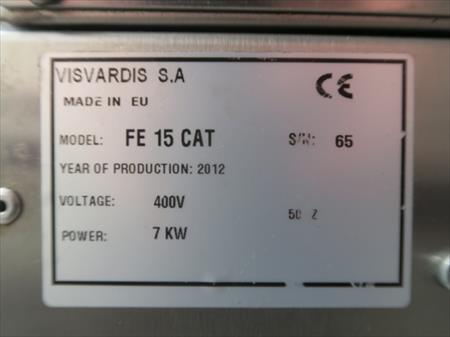 VISVARDIS S.A
CE
MADE IN EU
MODEL: FE 15 CAT S/N: 65
YEAR OF PRODUCTION: 2012
VOLTAGE: 400V 50 Z
POWER: 7 KW